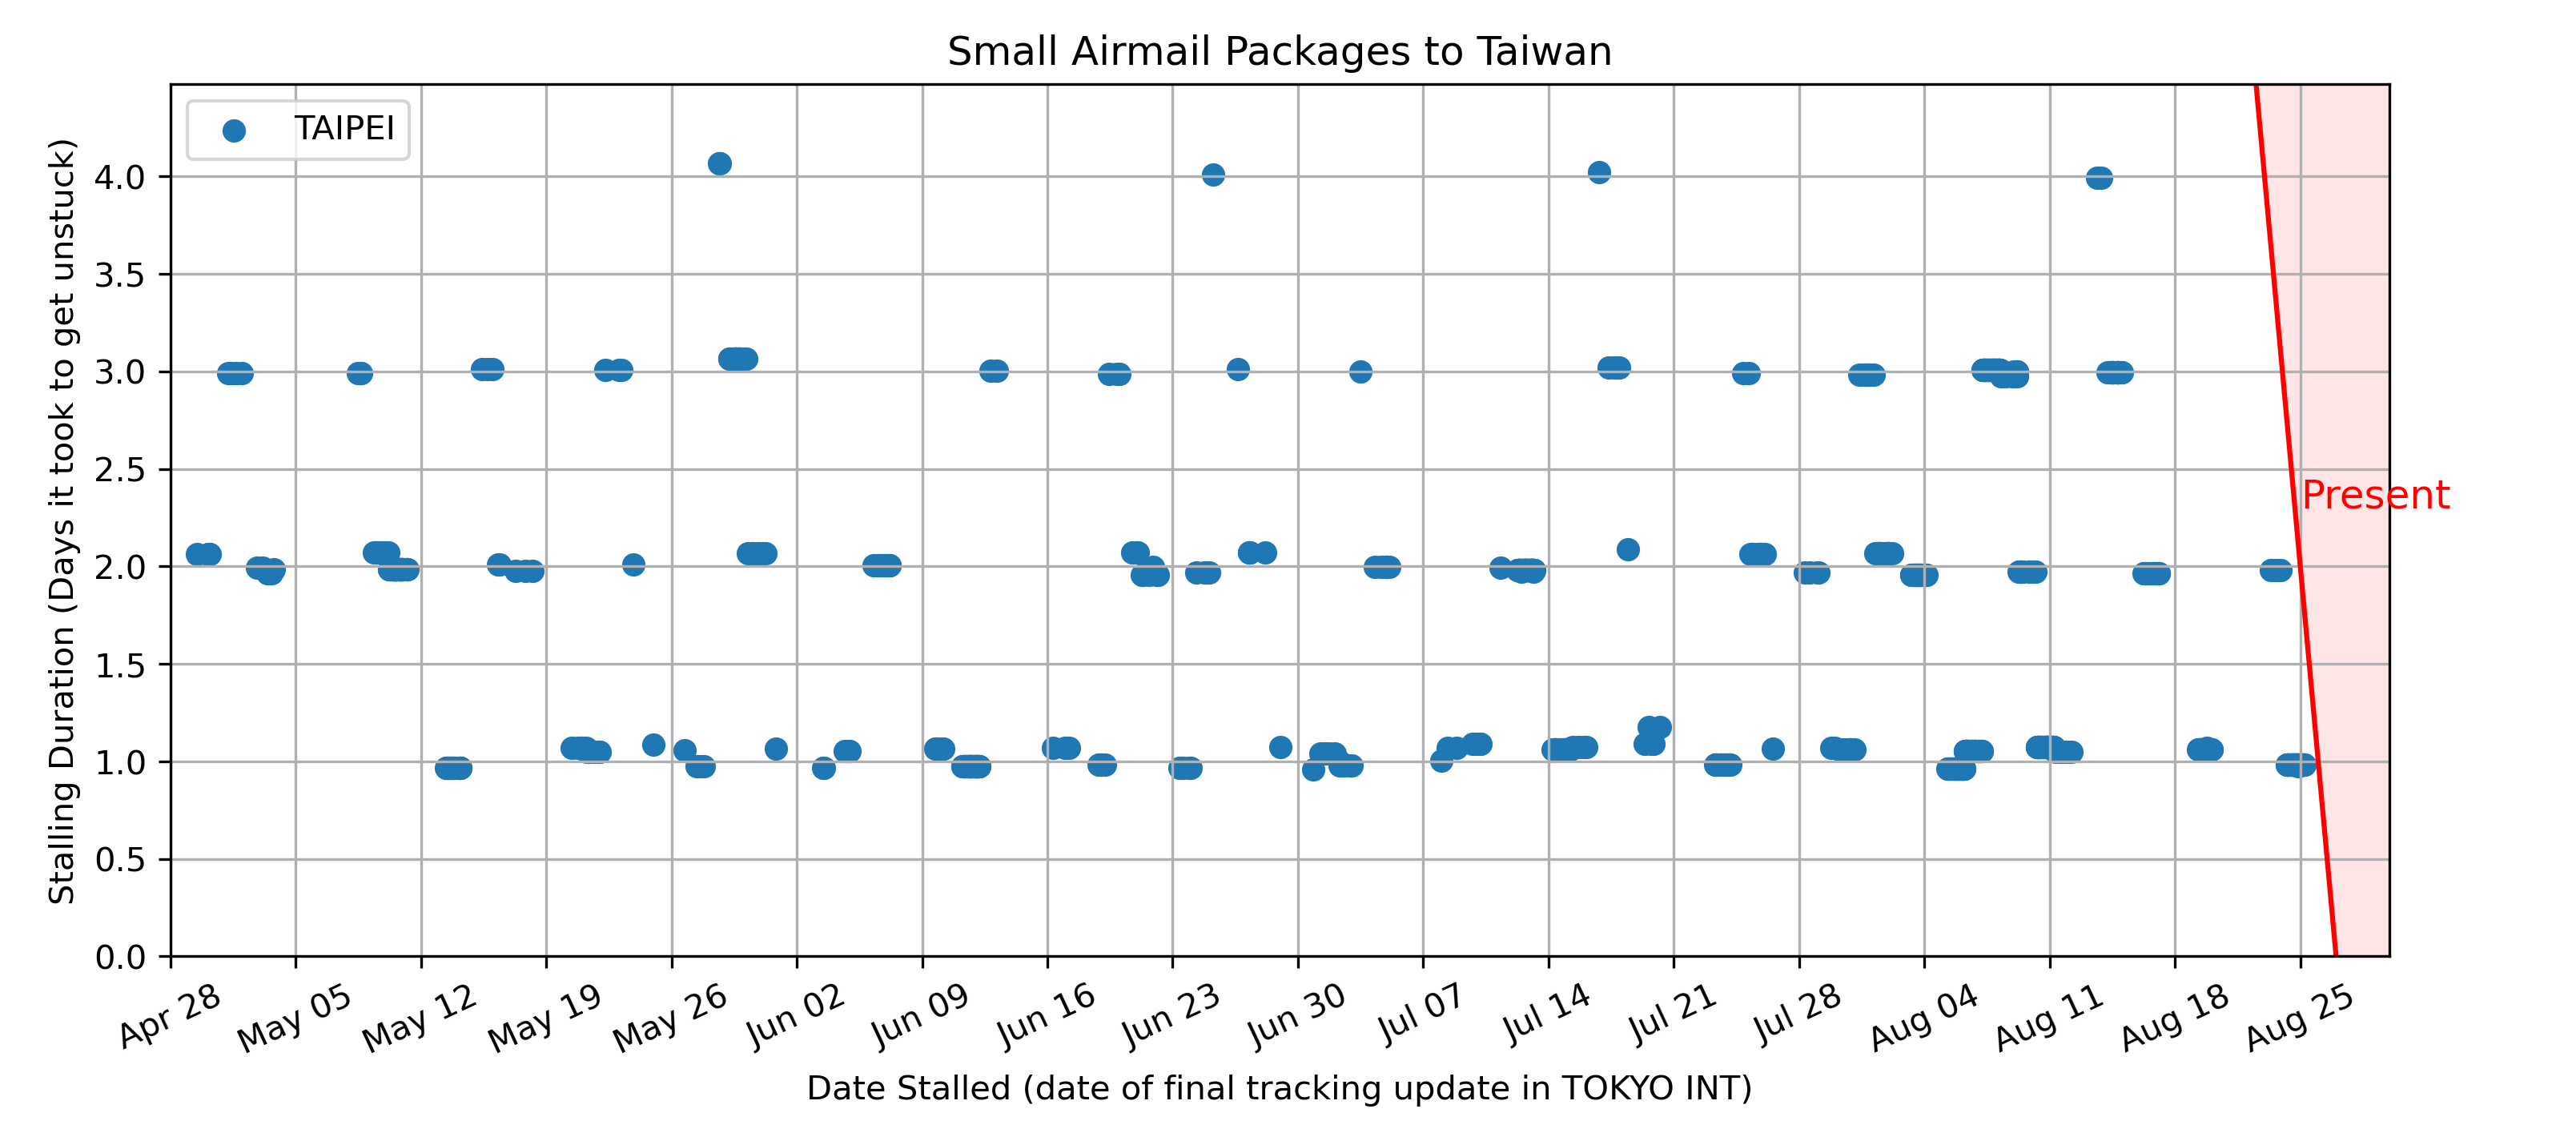 Small Airmail Packages to Taiwan
TAIPEI
Stalling Duration (Days it took to get unstuck)
4.0
3.5
3.0
2.5
2.0
1.5
1.0
0.5
0.0
Present
Apr 28
May 05
May 12
May 19
May 26
Jun 02
Jun 09
Jun 16
Jun 23
Jun 30
Jul 07
Jul 14
Jul 21
Jul 28
Aug 04
Aug 11
Aug 18
Aug 25
Date Stalled (date of final tracking update in TOKYO INT)